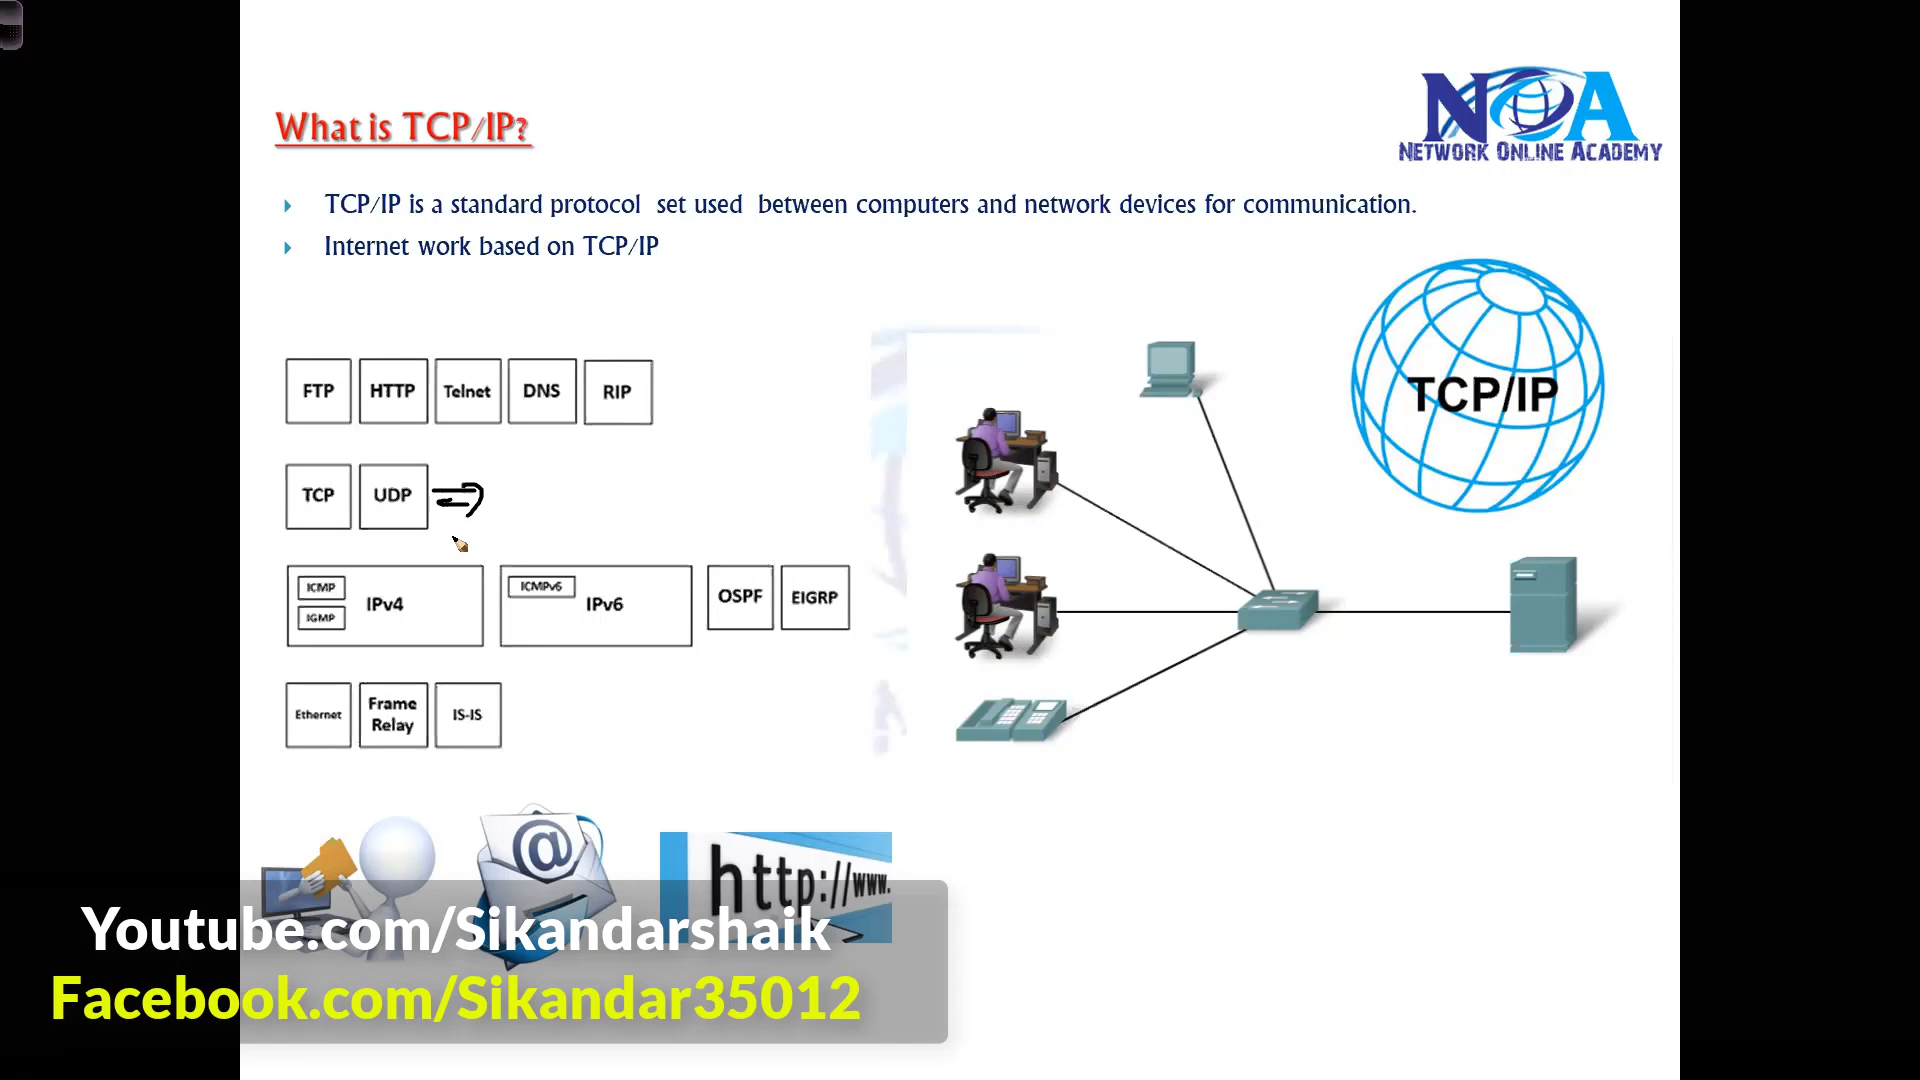 NOA
NETWORK ONLINE ACADEMY
What is TCP/IP?
TCP/IP is a standard protocol set used between computers and network devices for communication.
Internet work based on TCP/IP
TCP/IP
FTP HTTP Telnet DNS RIP
TCP UDP
ICMP IGMP IPv4 ICMPv6 IPv6 OSPF EIGRP
Ethernet Frame Relay IS-IS
@
http://www.
Youtube.com/Sikandarshaik
Facebook.com/Sikandar35012